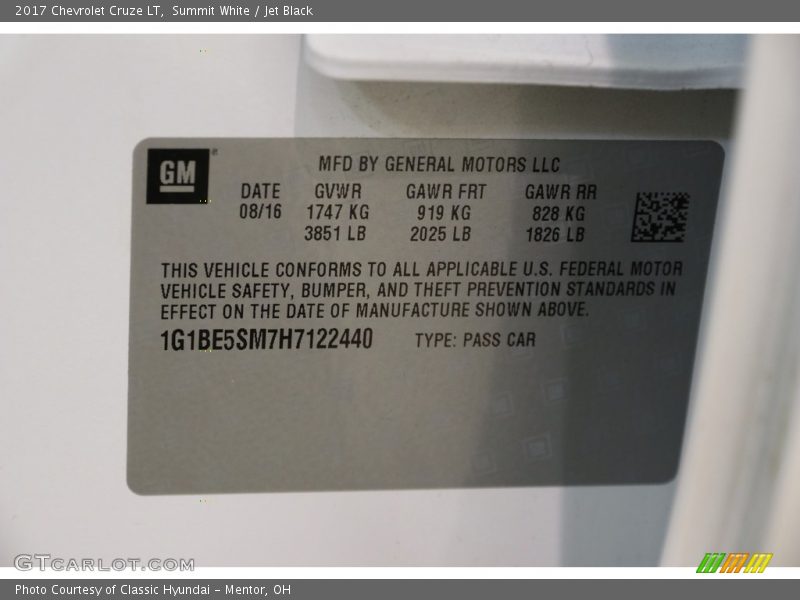 2017 Chevrolet Cruze LT, Summit White / Jet Black
GM
MFD BY GENERAL MOTORS LLC
DATE GVWR GAWR FRT GAWR RR
08/16 1747 KG 919 KG 828 KG
3851 LB 2025 LB 1826 LB
THIS VEHICLE CONFORMS TO ALL APPLICABLE U.S. FEDERAL MOTOR
VEHICLE SAFETY, BUMPER, AND THEFT PREVENTION STANDARDS IN
EFFECT ON THE DATE OF MANUFACTURE SHOWN ABOVE.
1G1BE5SM7H7122440 TYPE: PASS CAR
GTCARLOT.COM
Photo Courtesy of Classic Hyundai - Mentor, OH